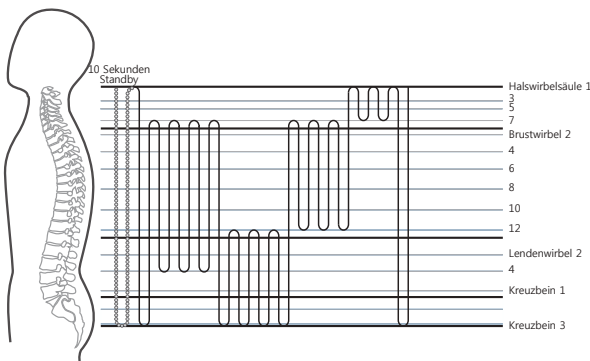 10 Sekunden
Standby
Halswirbelsäule 1
3
5
7
Brustwirbel 2
4
6
8
10
12
Lendenwirbel 2
4
Kreuzbein 1
Kreuzbein 3